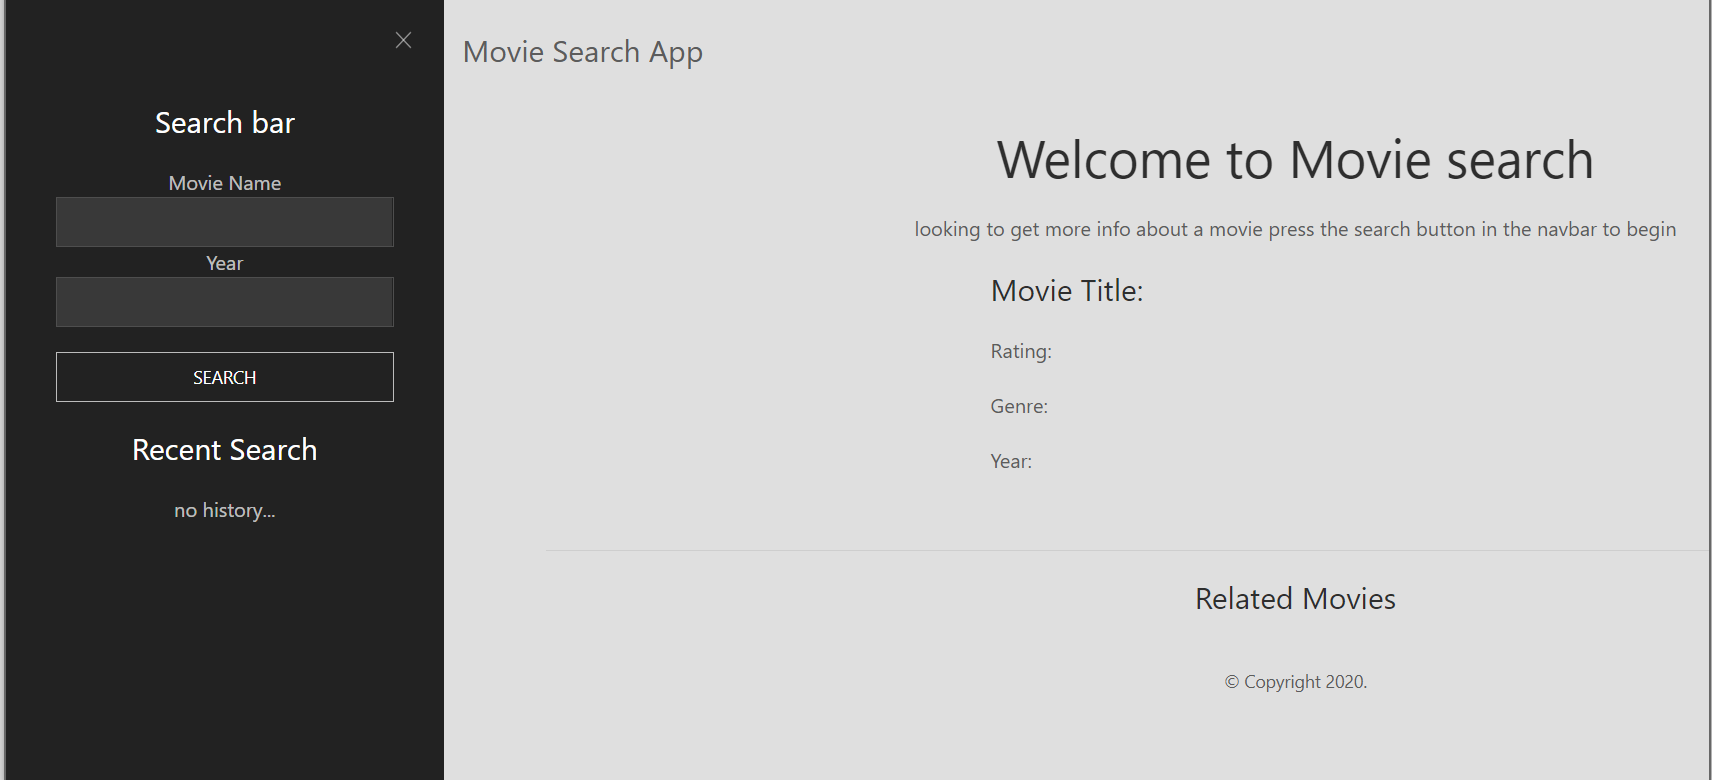 Search bar
Movie Name
Year
SEARCH
Recent Search
no history...
Movie Search App
Welcome to Movie search
looking to get more info about a movie press the search button in the navbar to begin
Movie Title:
Rating:
Genre:
Year:
Related Movies
© Copyright 2020.